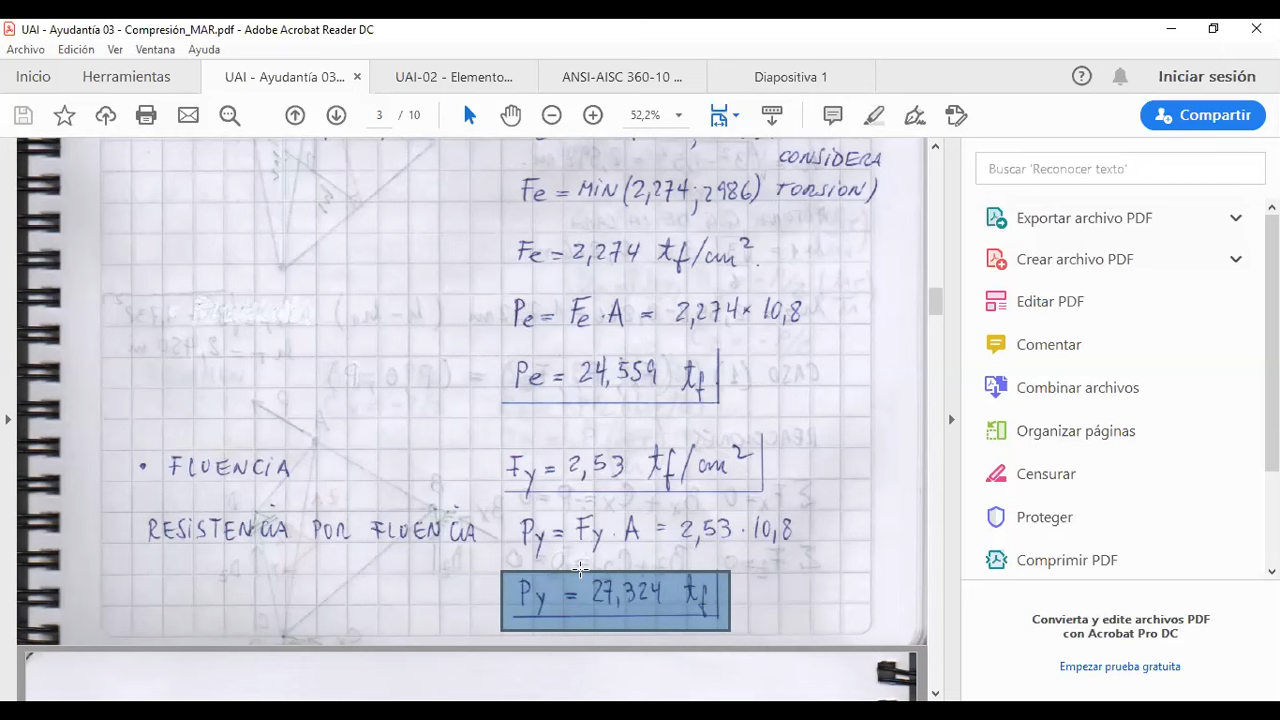 UAI - Ayudantía 03 - Compresión_MAR.pdf - Adobe Acrobat Reader DC
Archivo Edición Ver Ventana Ayuda
Inicio Herramientas UAI - Ayudantía 03... × UAI-02 - Elemento... ANSI-AISC 360-10 ... Diapositiva 1 Iniciar sesión
3 / 10 52,2% Compartir
CONSIDERA
Fe = MIN(2,274; 2986) TORSION)
Fe = 2,274 tf/cm².
Pe = Fe · A = 2,274 × 10,8
Pe = 24,559 tf
• FLUENCIA Fy = 2,53 tf/cm²
RESISTENCIA POR FLUENCIA Py = Fy · A = 2,53 · 10,8
Py = 27,324 tf
Buscar 'Reconocer texto'
Exportar archivo PDF
Crear archivo PDF
Editar PDF
Comentar
Combinar archivos
Organizar páginas
Censurar
Proteger
Comprimir PDF
Convierta y edite archivos PDF
con Acrobat Pro DC
Empezar prueba gratuita